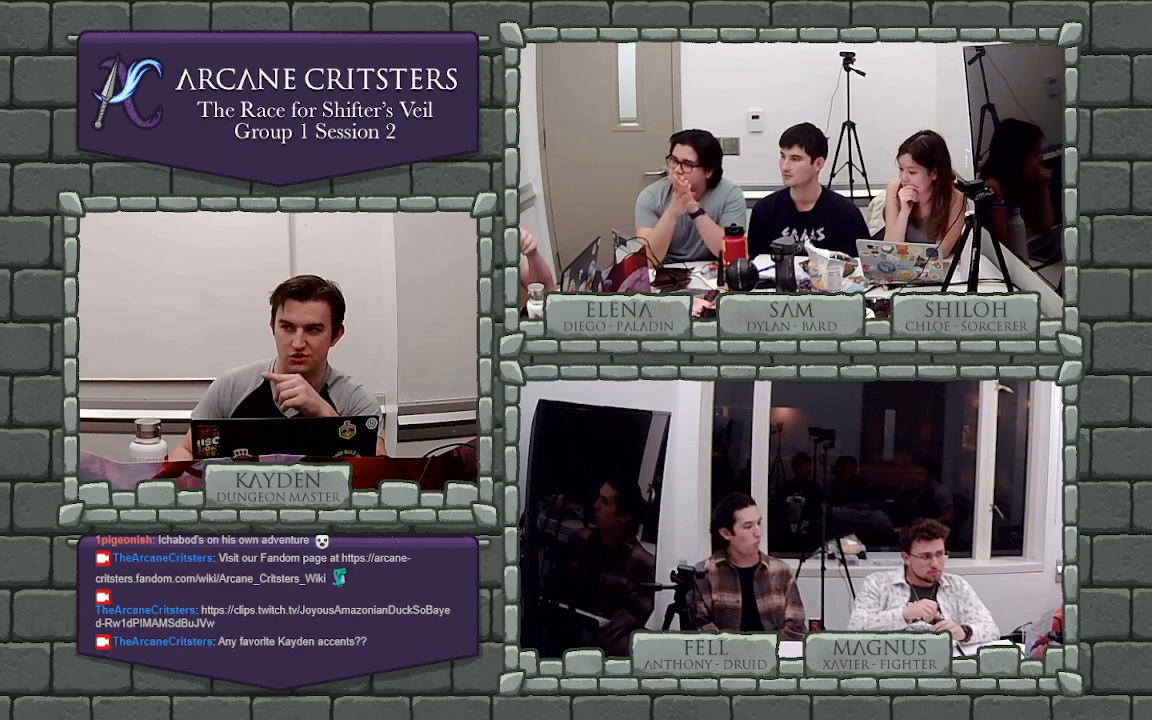 ARCANE CRITSTERS
The Race for Shifter's Veil
Group 1 Session 2
ELENA
DIEGO - PALADIN
SAM
DYLAN - BARD
SHILOH
CHLOE - SORCERER
KAYDEN
DUNGEON MASTER
1pigeonish: Ichabod's on his own adventure
TheArcaneCritsters: Visit our Fandom page at https://arcane-
critsters.fandom.com/wiki/Arcane_Critsters_Wiki
TheArcaneCritsters: https://clips.twitch.tv/JoyousAmazonianDuckSoBaye
d-Rw1dPIMAMSdBuJVw
TheArcaneCritsters: Any favorite Kayden accents??
FELL
ANTHONY - DRUID
MAGNUS
XAVIER - FIGHTER